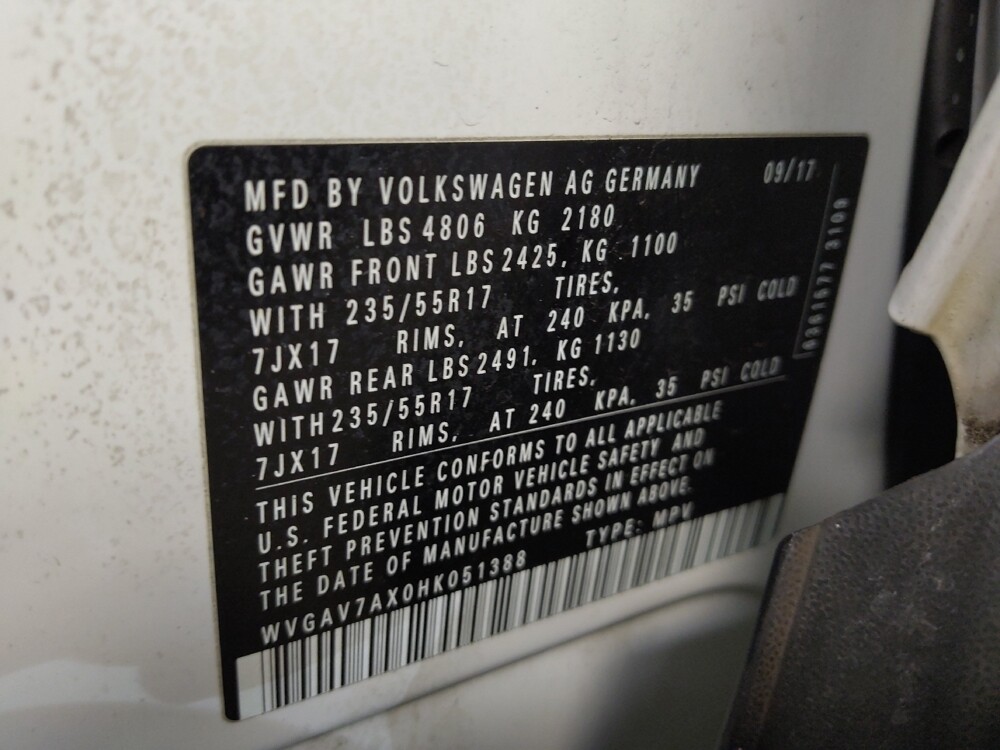 MFD BY VOLKSWAGEN AG GERMANY 09/17
GVWR LBS 4806 KG 2180
GAWR FRONT LBS 2425, KG 1100
WITH 235/55R17 TIRES,
7JX17 RIMS, AT 240 KPA, 35 PSI COLD
GAWR REAR LBS 2491, KG 1130
WITH 235/55R17 TIRES,
7JX17 RIMS, AT 240 KPA, 35 PSI COLD
THIS VEHICLE CONFORMS TO ALL APPLICABLE
U.S. FEDERAL MOTOR VEHICLE SAFETY AND
THEFT PREVENTION STANDARDS IN EFFECT ON
THE DATE OF MANUFACTURE SHOWN ABOVE.
WVGAV7AX0HK051388 TYPE: MPV